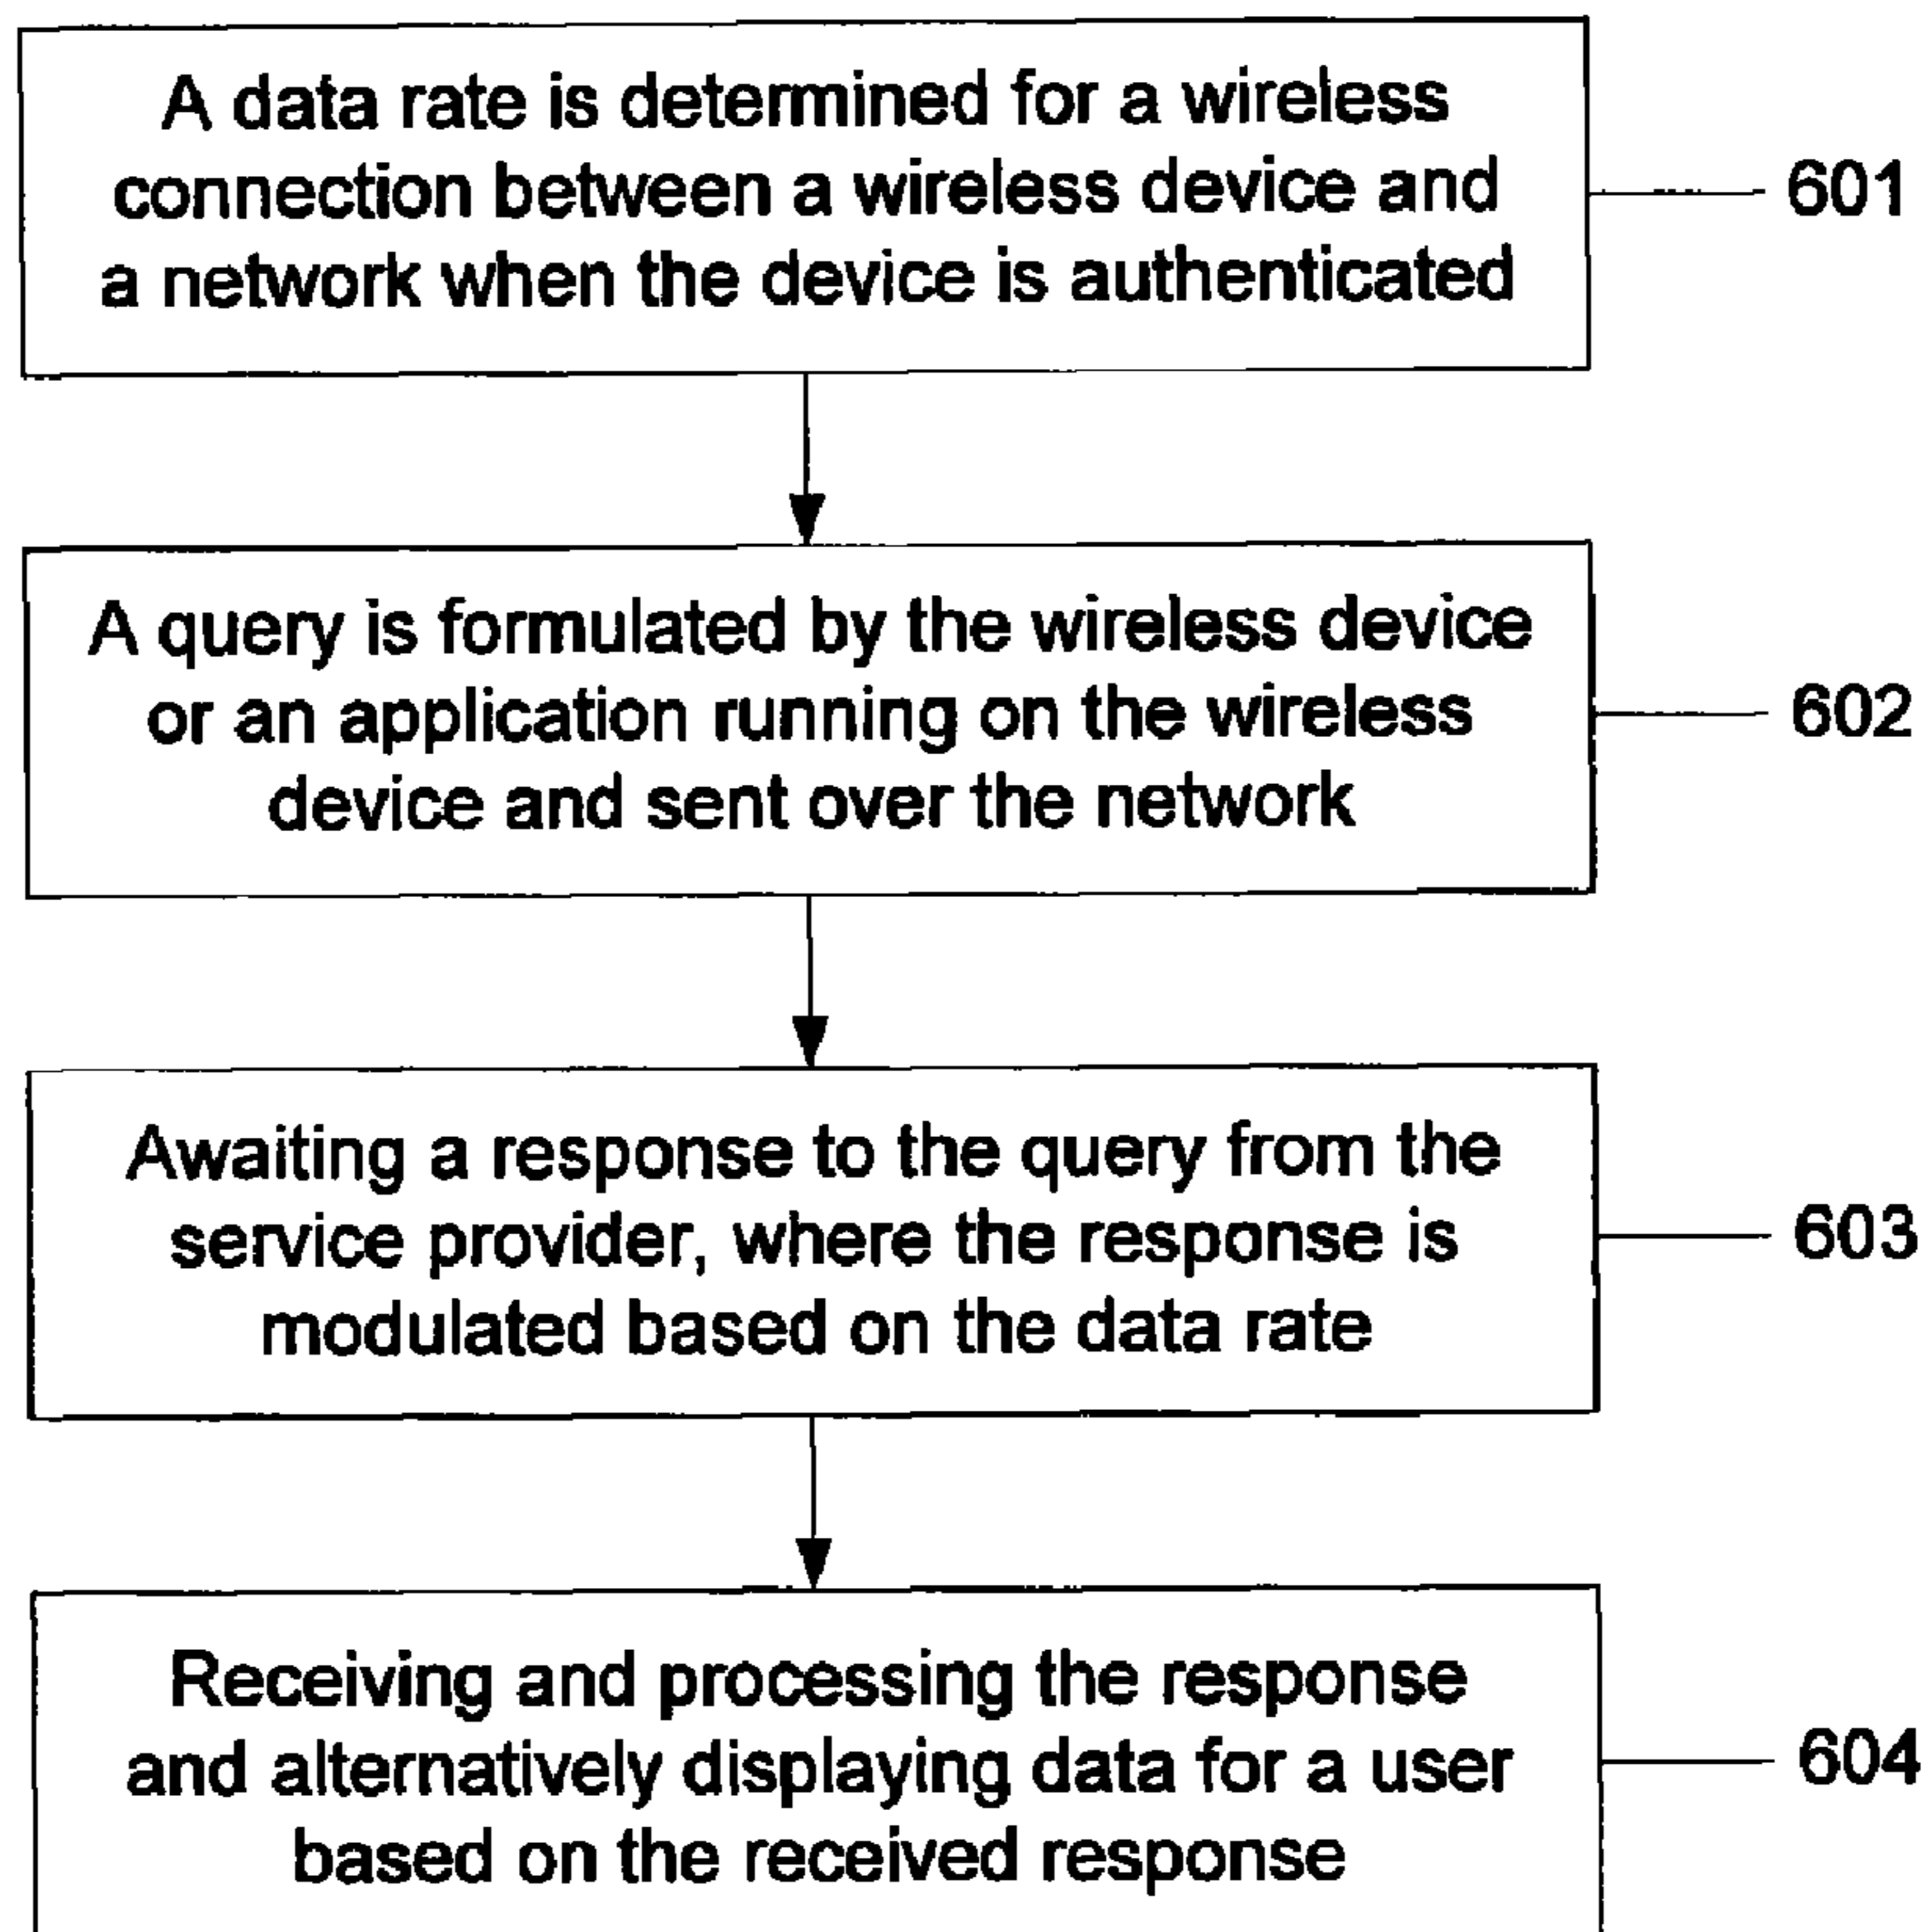 A data rate is determined for a wireless
connection between a wireless device and
a network when the device is authenticated
601
A query is formulated by the wireless device
or an application running on the wireless
device and sent over the network
602
Awaiting a response to the query from the
service provider, where the response is
modulated based on the data rate
603
Receiving and processing the response
and alternatively displaying data for a user
based on the received response
604